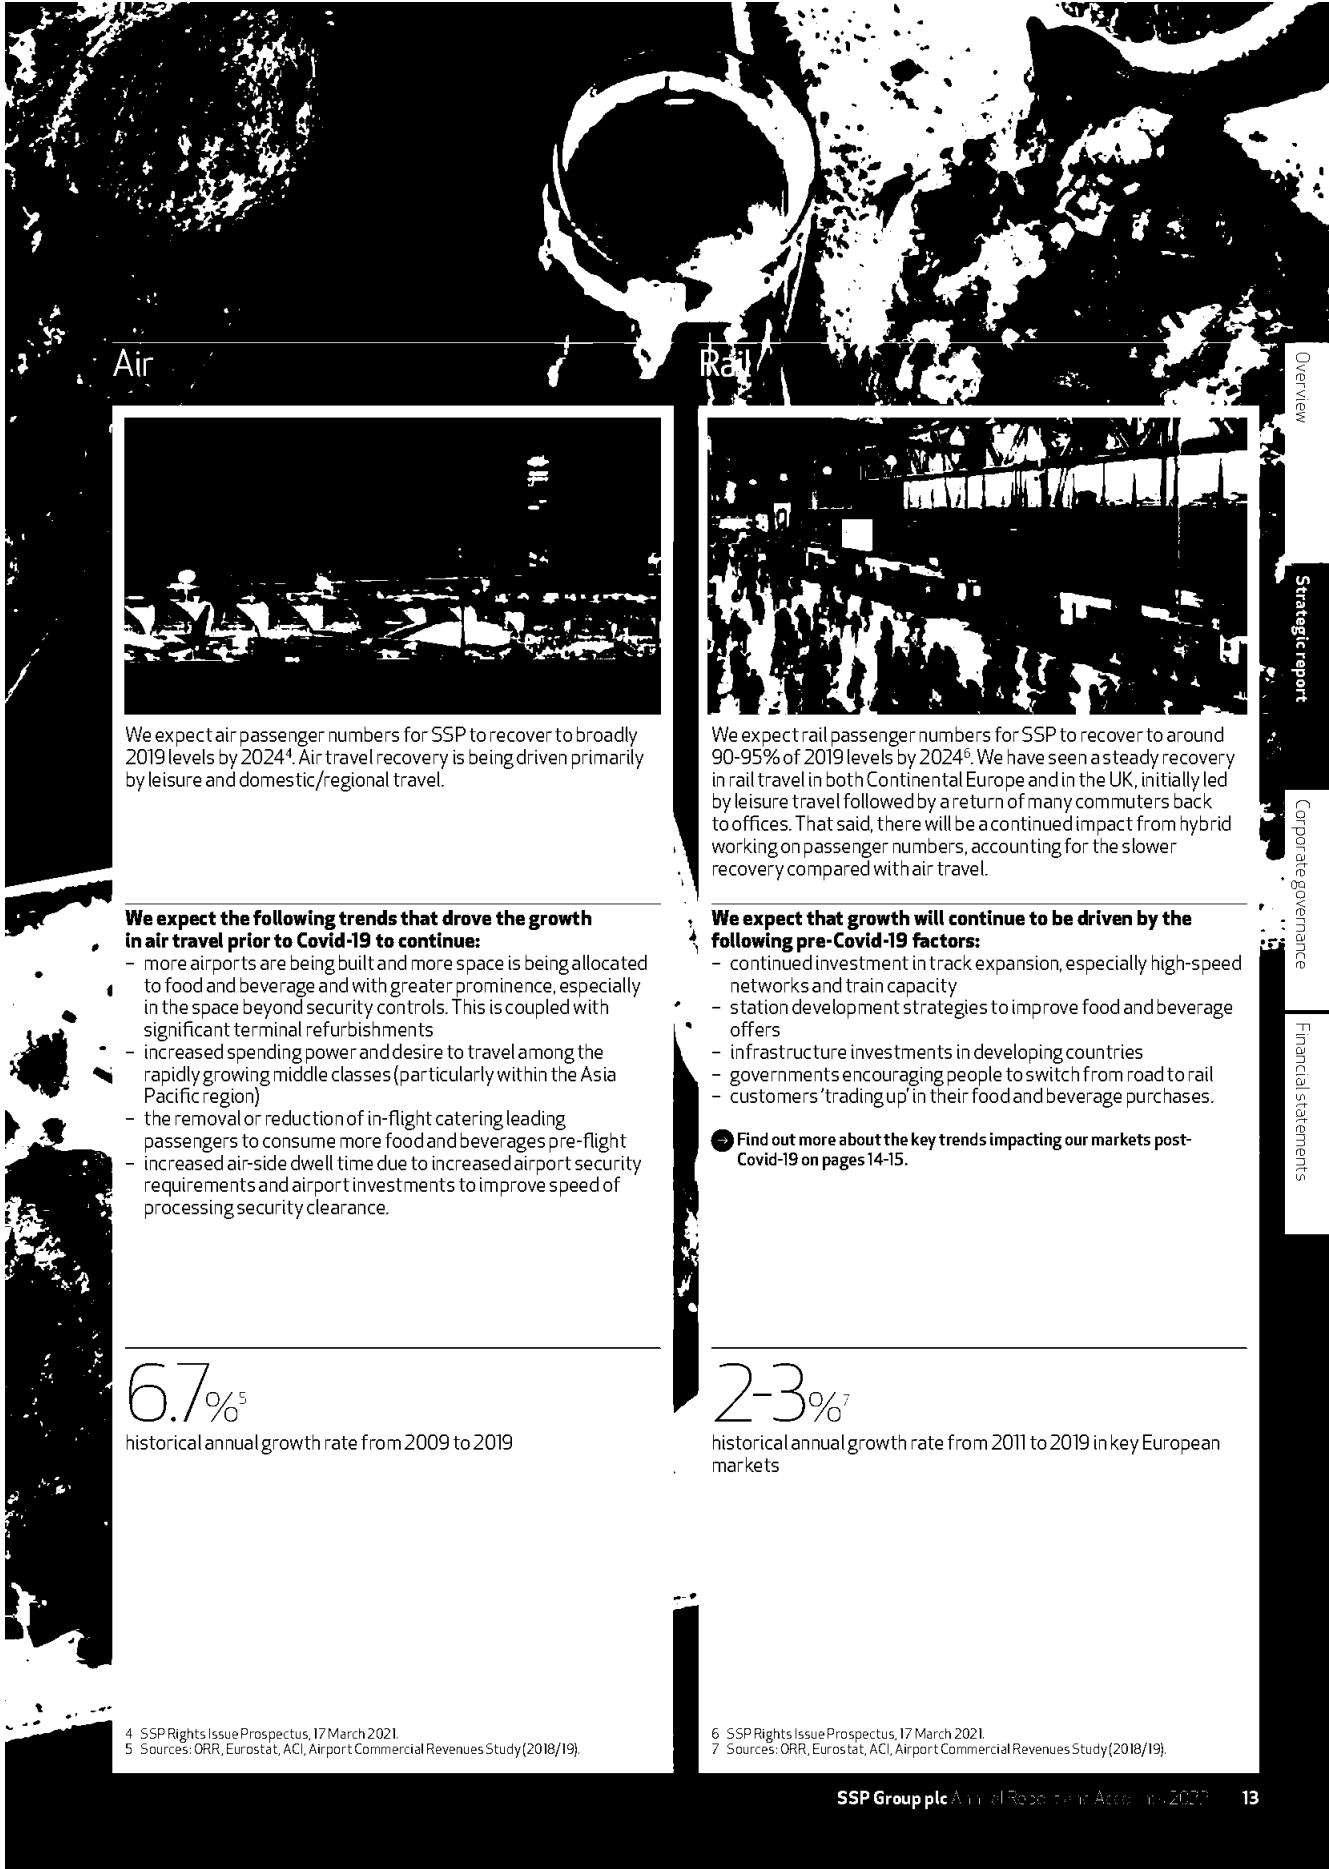 Air
We expect air passenger numbers for SSP to recover to broadly
2019 levels by 2024⁴. Air travel recovery is being driven primarily
by leisure and domestic/regional travel.
We expect the following trends that drove the growth
in air travel prior to Covid-19 to continue:
– more airports are being built and more space is being allocated
to food and beverage and with greater prominence, especially
in the space beyond security controls. This is coupled with
significant terminal refurbishments
– increased spending power and desire to travel among the
rapidly growing middle classes (particularly within the Asia
Pacific region)
– the removal or reduction of in-flight catering leading
passengers to consume more food and beverages pre-flight
– increased air-side dwell time due to increased airport security
requirements and airport investments to improve speed of
processing security clearance.
6.7%⁵
historical annual growth rate from 2009 to 2019
4 SSP Rights Issue Prospectus, 17 March 2021.
5 Sources: ORR, Eurostat, ACI, Airport Commercial Revenues Study (2018/19).
Rail
We expect rail passenger numbers for SSP to recover to around
90-95% of 2019 levels by 2024⁶. We have seen a steady recovery
in rail travel in both Continental Europe and in the UK, initially led
by leisure travel followed by a return of many commuters back
to offices. That said, there will be a continued impact from hybrid
working on passenger numbers, accounting for the slower
recovery compared with air travel.
We expect that growth will continue to be driven by the
following pre-Covid-19 factors:
– continued investment in track expansion, especially high-speed
networks and train capacity
– station development strategies to improve food and beverage
offers
– infrastructure investments in developing countries
– governments encouraging people to switch from road to rail
– customers 'trading up' in their food and beverage purchases.
Find out more about the key trends impacting our markets post-
Covid-19 on pages 14-15.
2-3%⁷
historical annual growth rate from 2011 to 2019 in key European
markets
6 SSP Rights Issue Prospectus, 17 March 2021.
7 Sources: ORR, Eurostat, ACI, Airport Commercial Revenues Study (2018/19).
Overview
Strategic report
Corporate governance
Financial statements
SSP Group plc 13